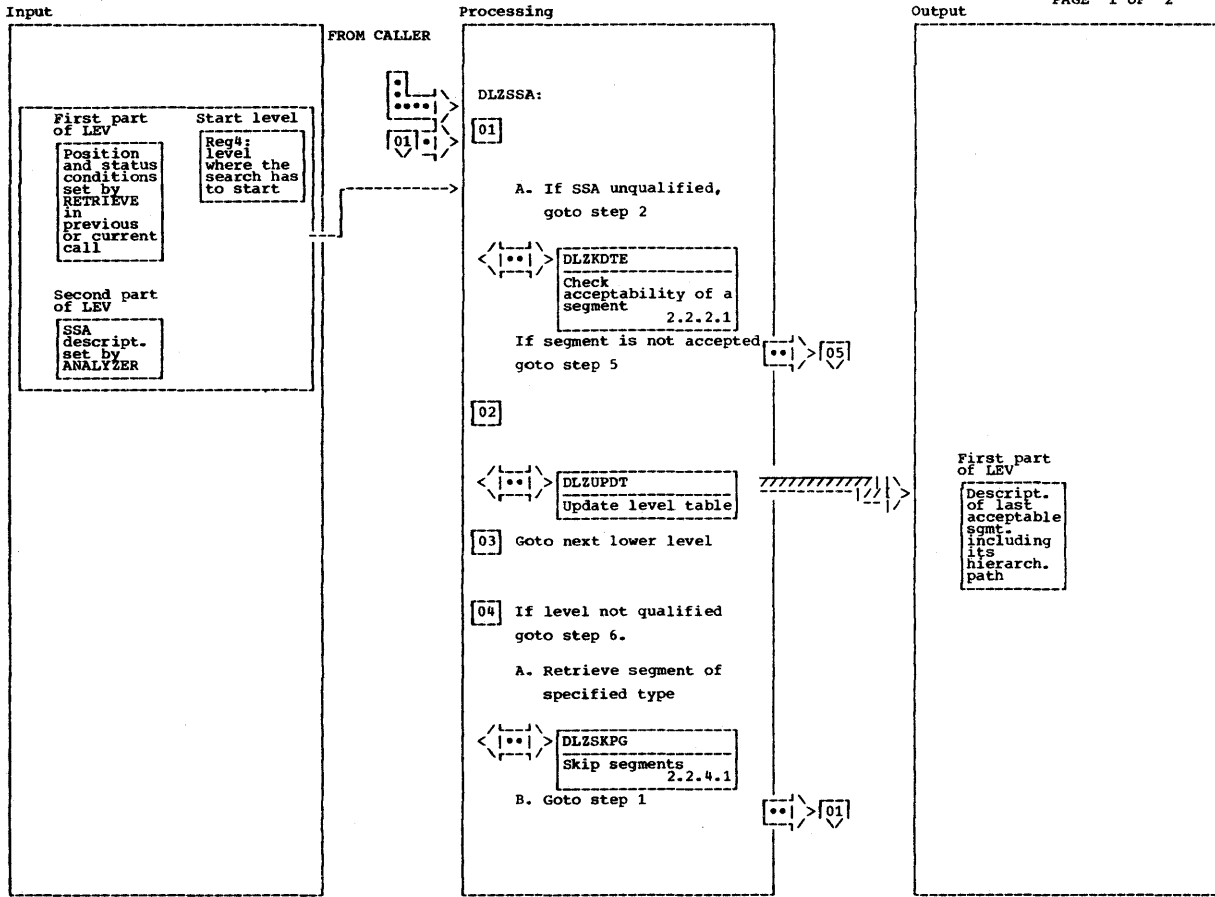 PAGE 1 OF 2
Input
Processing
Output
FROM CALLER
DLZSSA:
01
01
First part
of LEV
Position
and status
conditions
set by
RETRIEVE
in
previous
or current
call
Start level
Reg4:
level
where the
search has
to start
Second part
of LEV
SSA
descript.
set by
ANALYZER
A. If SSA unqualified,
goto step 2
DLZKDTE
Check
acceptability of a
segment
2.2.2.1
If segment is not accepted
goto step 5
05
02
DLZUPDT
Update level table
First part
of LEV
Descript.
of last
acceptable
sgmt.
including
its
hierarch.
path
03 Goto next lower level
04 If level not qualified
goto step 6.
A. Retrieve segment of
specified type
DLZSKPG
Skip segments
2.2.4.1
B. Goto step 1
01